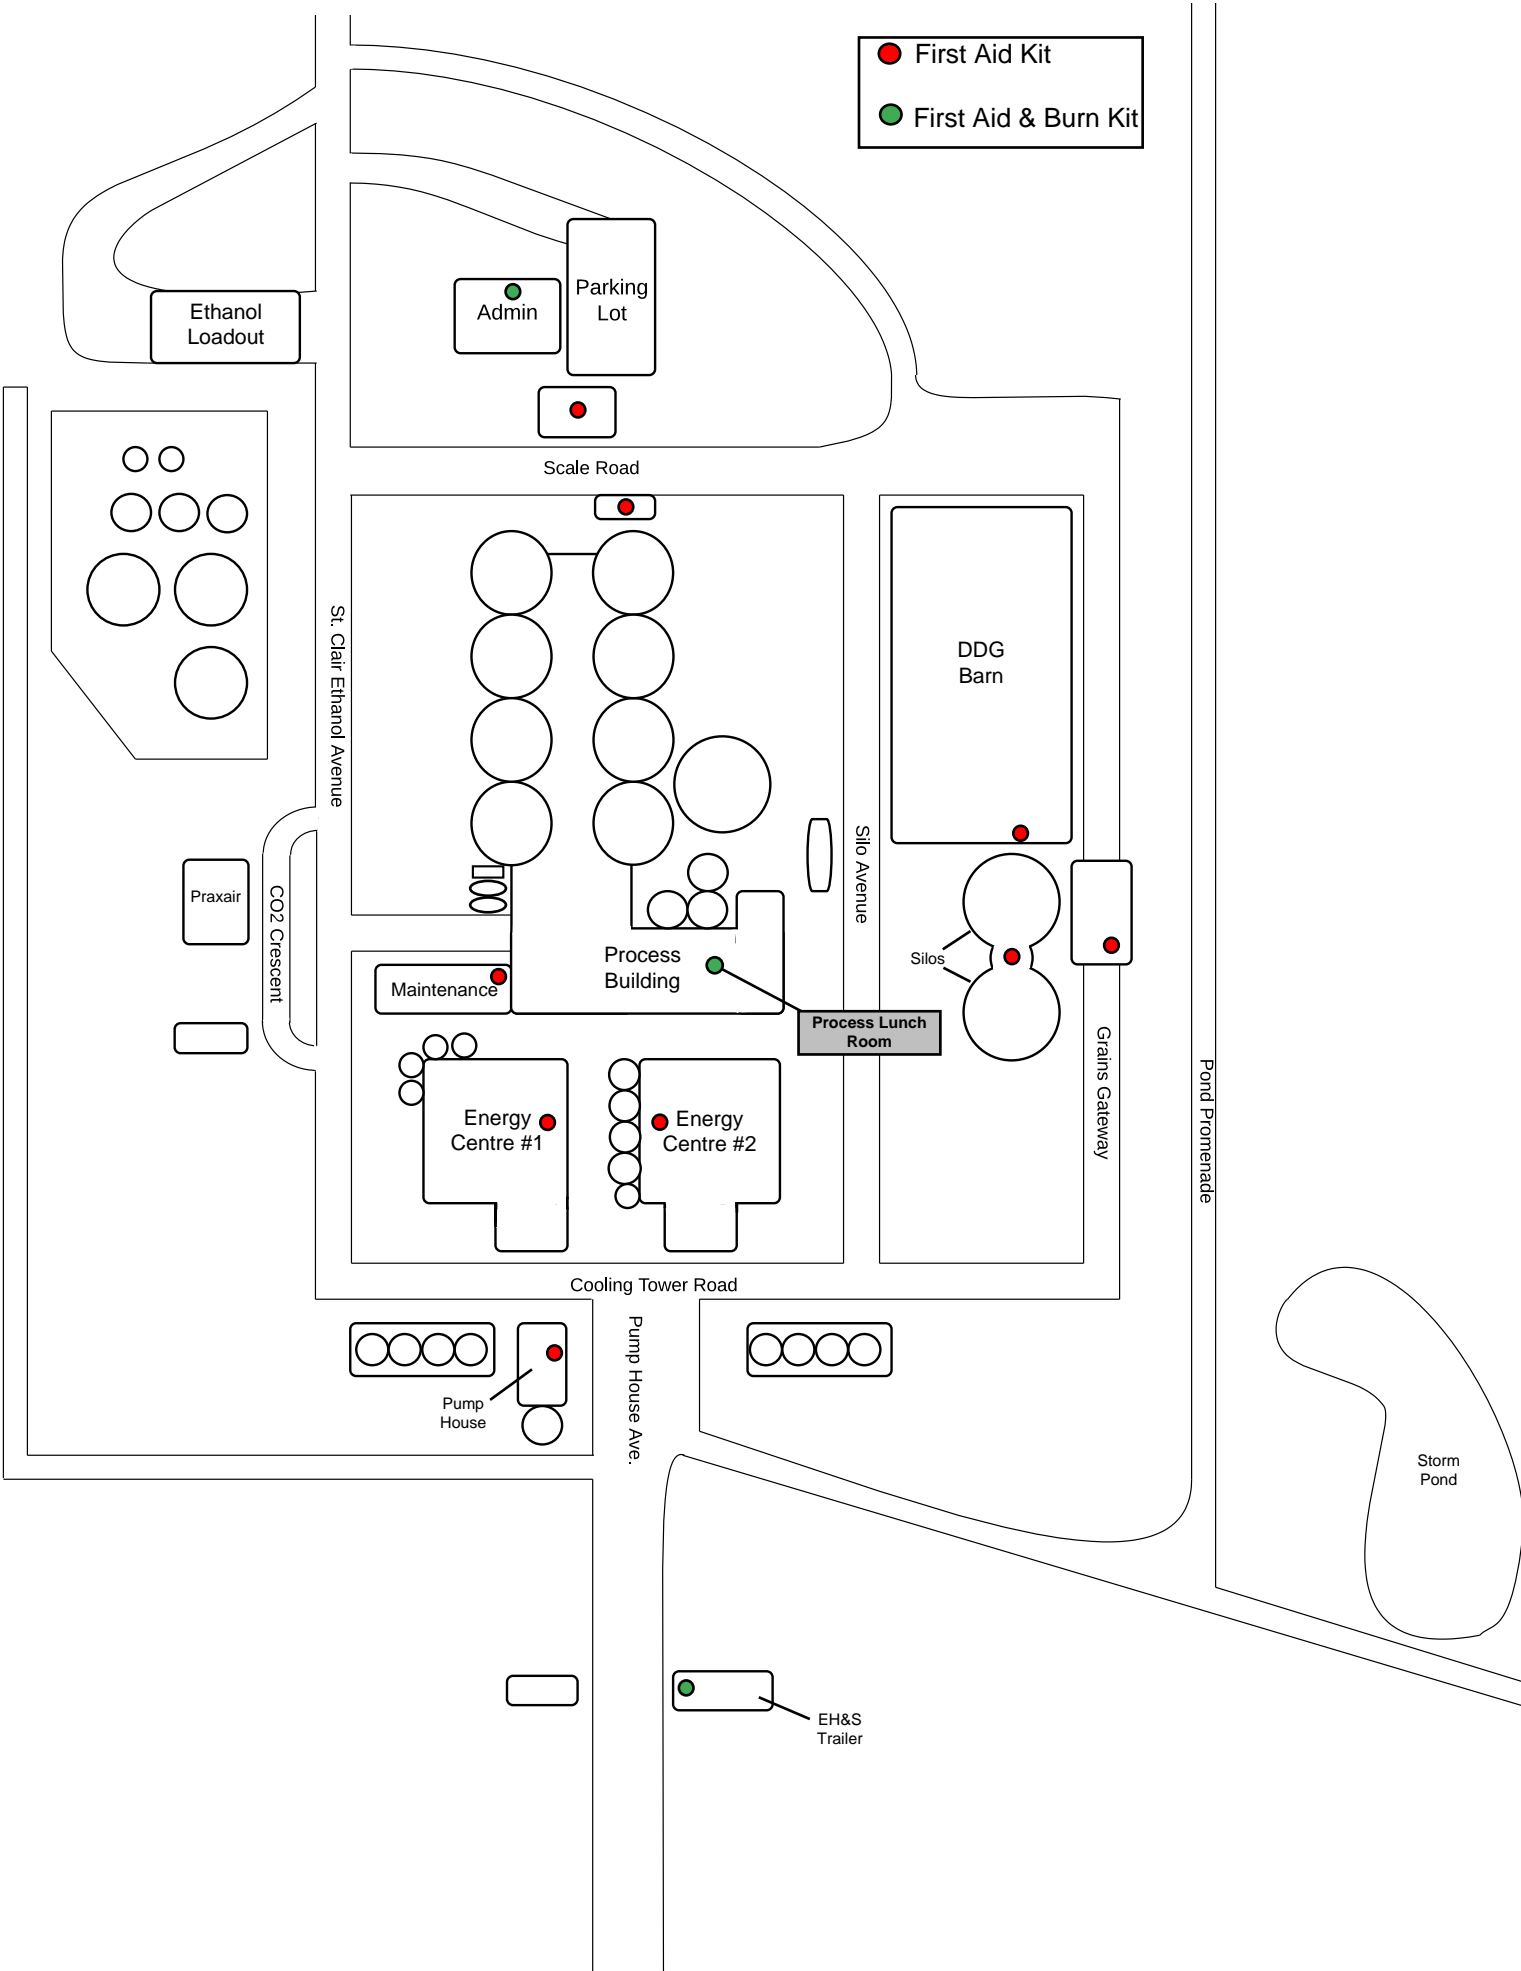 First Aid Kit
First Aid & Burn Kit
Ethanol
Loadout
Admin
Parking
Lot
Scale Road
St. Clair Ethanol Avenue
DDG
Barn
Silo Avenue
Praxair
CO2 Crescent
Process
Building
Maintenance
Silos
Process Lunch
Room
Grains Gateway
Pond Promenade
Energy
Centre #1
Energy
Centre #2
Cooling Tower Road
Pump House Ave.
Pump
House
Storm
Pond
EH&S
Trailer